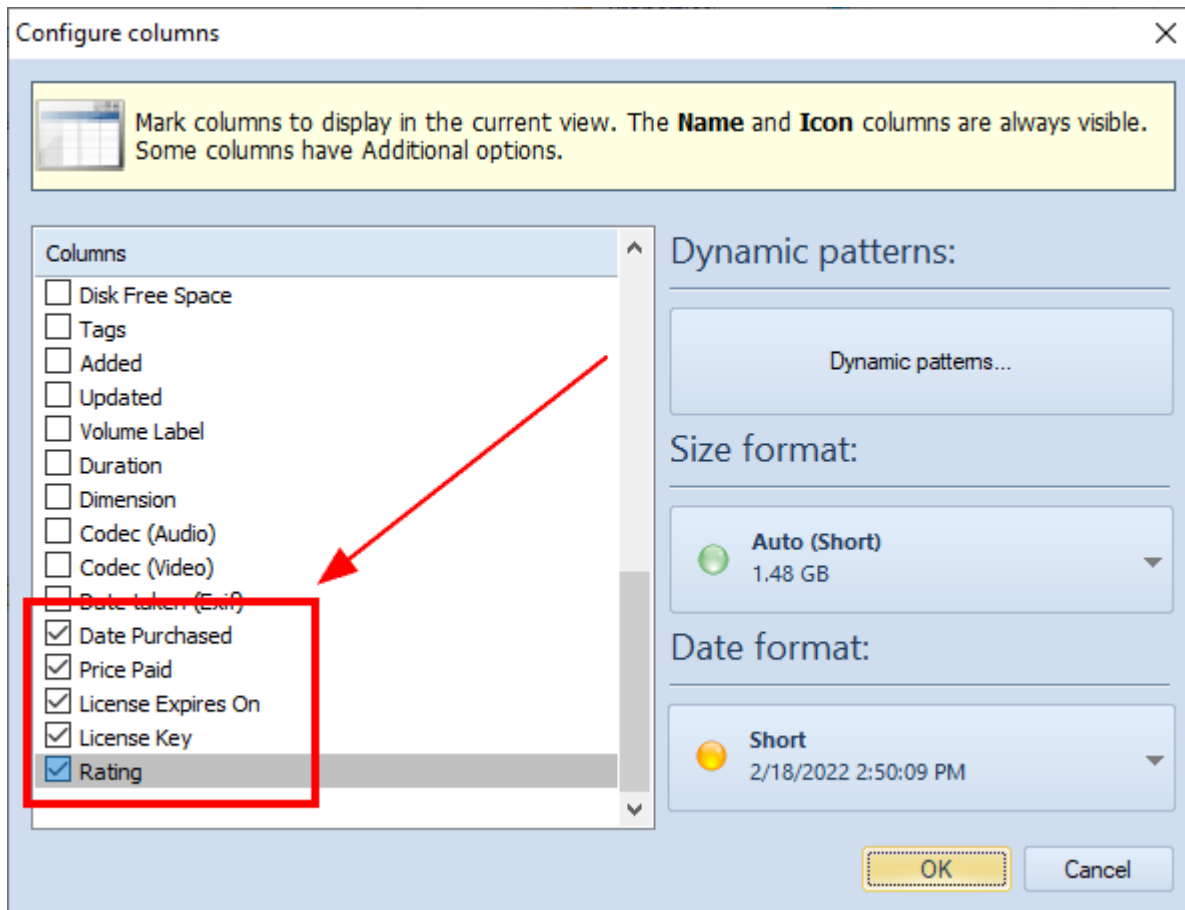 Configure columns
Mark columns to display in the current view. The Name and Icon columns are always visible.
Some columns have Additional options.
Columns
Disk Free Space
Tags
Added
Updated
Volume Label
Duration
Dimension
Codec (Audio)
Codec (Video)
Date taken (Exif)
Date Purchased
Price Paid
License Expires On
License Key
Rating
Dynamic patterns:
Dynamic patterns...
Size format:
Auto (Short)
1.48 GB
Date format:
Short
2/18/2022 2:50:09 PM
OK
Cancel